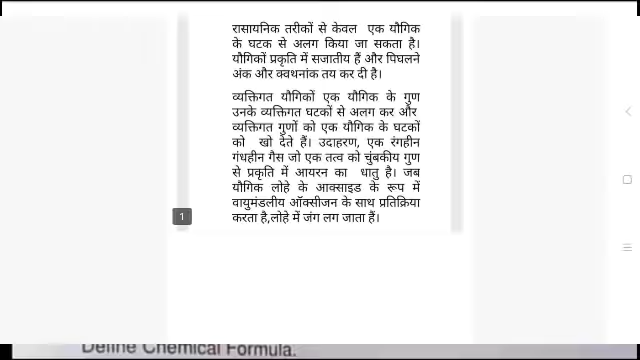 रासायनिक तरीकों से केवल एक यौगिक
के घटक से अलग किया जा सकता है।
यौगिकों प्रकृति में सजातीय हैं और पिघलने
अंक और क्वथनांक तय कर दी है।
व्यक्तिगत यौगिकों एक यौगिक के गुण
उनके व्यक्तिगत घटकों से अलग कर और
व्यक्तिगत गुणों को एक यौगिक के घटकों
को खो देते हैं। उदाहरण, एक रंगहीन
गंधहीन गैस जो एक तत्व को चुंबकीय गुण
से प्रकृति में आयरन का धातु है। जब
यौगिक लोहे के आक्साइड के रूप में
वायुमंडलीय ऑक्सीजन के साथ प्रतिक्रिया
करता है,लोहे में जंग लग जाता हैं।
1
Define Chemical Formula.